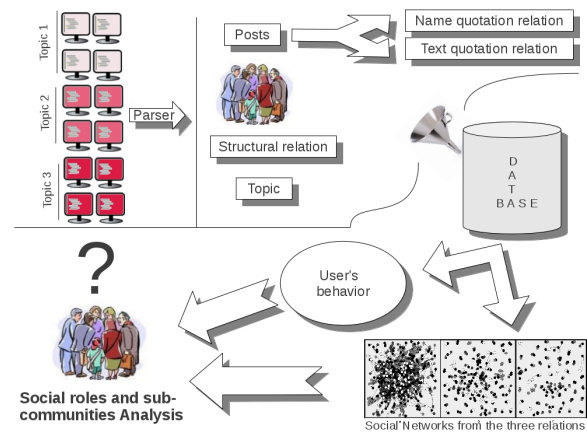 Topic 1
Topic 2
Topic 3
Parser
Posts
Name quotation relation
Text quotation relation
Structural relation
Topic
D
A
T
BASE
User's
behavior
?
Social roles and sub-
communities Analysis
Social Networks from the three relations